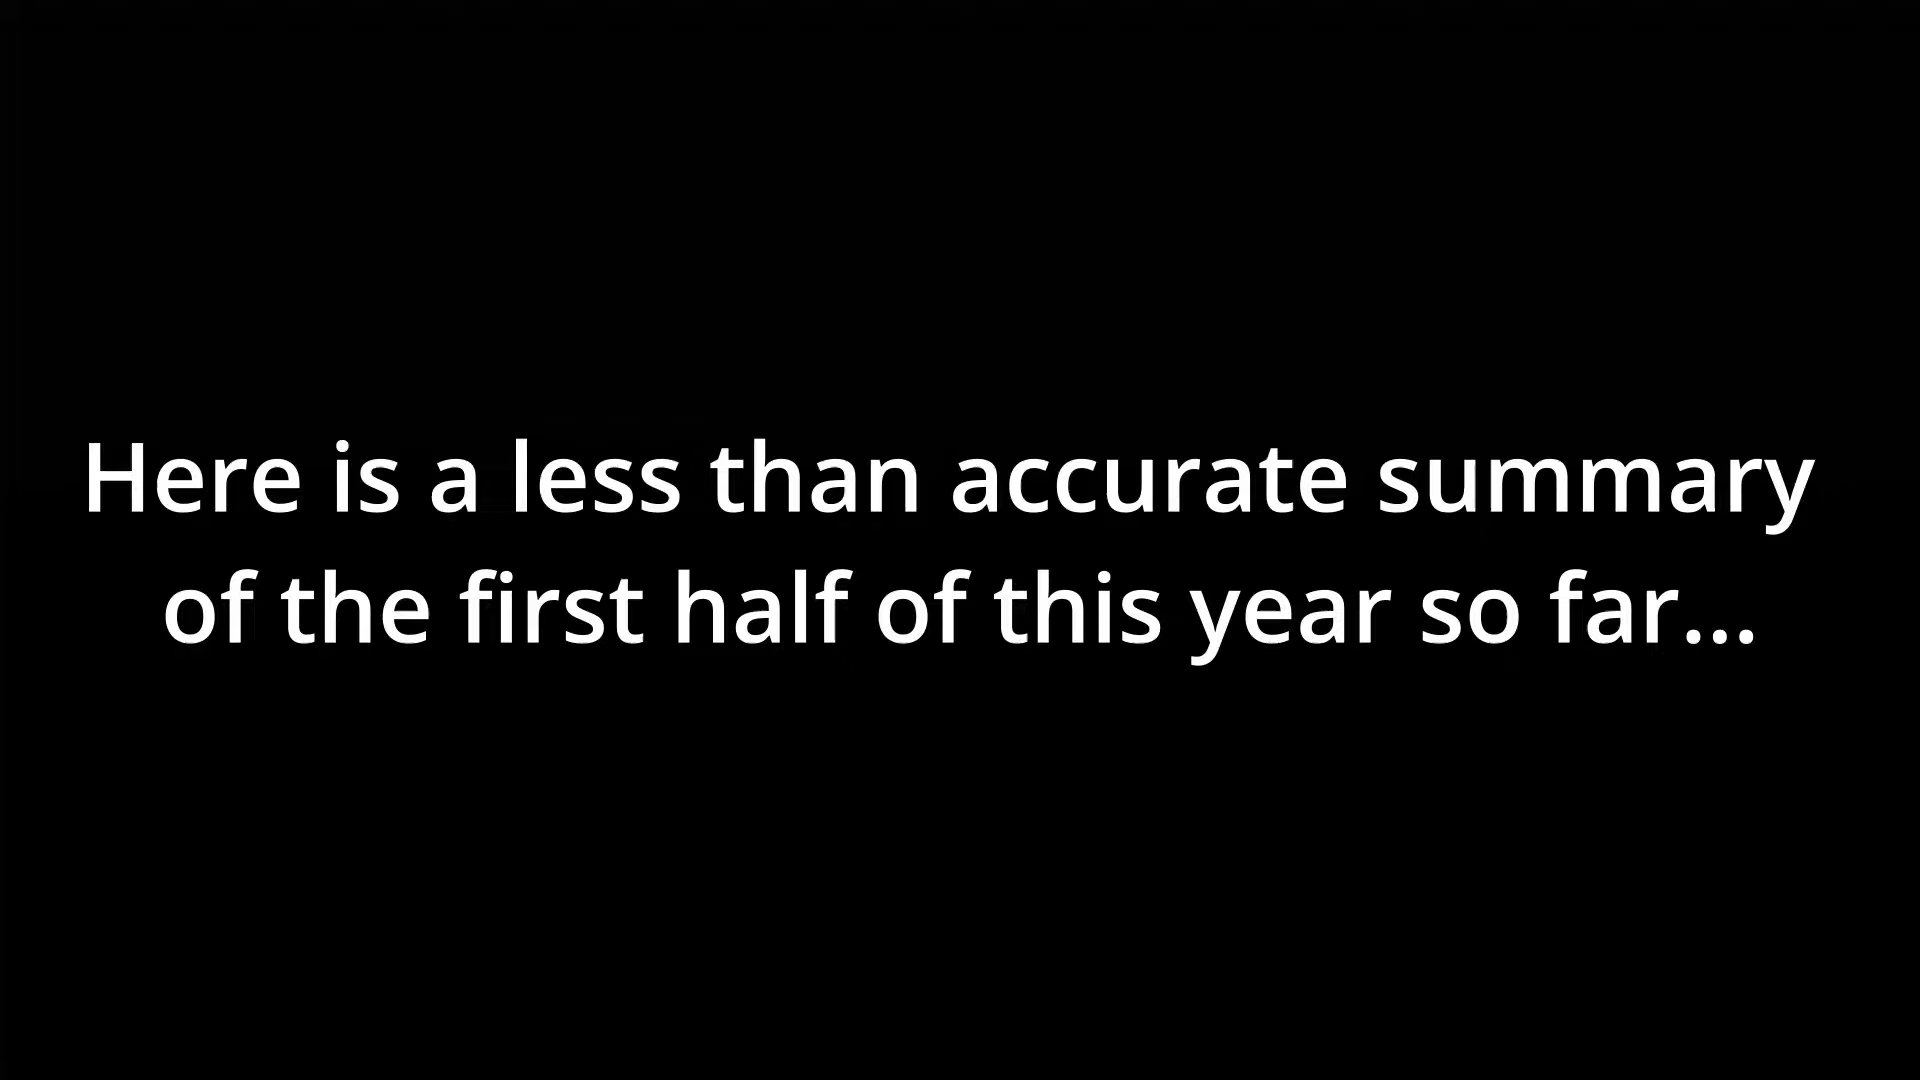 Here is a less than accurate summary
of the first half of this year so far...